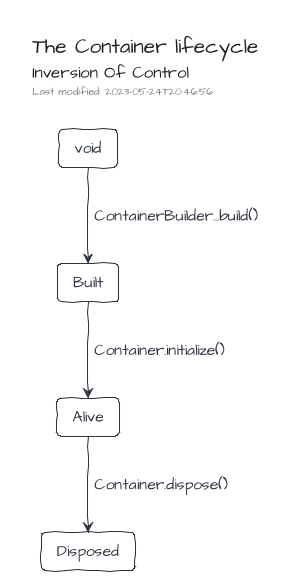 The Container lifecycle
Inversion Of Control
Last modified: 2023-05-24T20:46:56
void
ContainerBuilder...build()
Built
Container.initialize()
Alive
Container.dispose()
Disposed